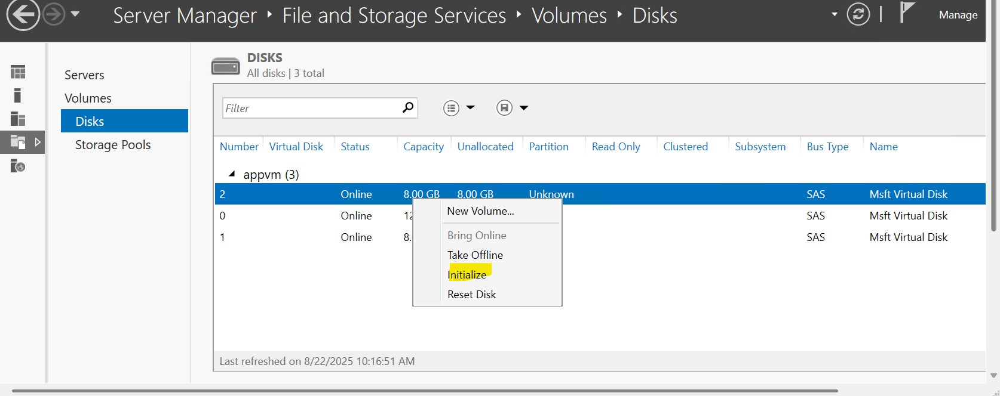 Server Manager ‣ File and Storage Services ‣ Volumes ‣ Disks
Manage
Servers
Volumes
Disks
Storage Pools
DISKS
All disks | 3 total
Filter
Number Virtual Disk Status Capacity Unallocated Partition Read Only Clustered Subsystem Bus Type Name
appvm (3)
2 Online 8.00 GB 8.00 GB Unknown SAS Msft Virtual Disk
0 Online 12 SAS Msft Virtual Disk
1 Online 8. SAS Msft Virtual Disk
New Volume...
Bring Online
Take Offline
Initialize
Reset Disk
Last refreshed on 8/22/2025 10:16:51 AM